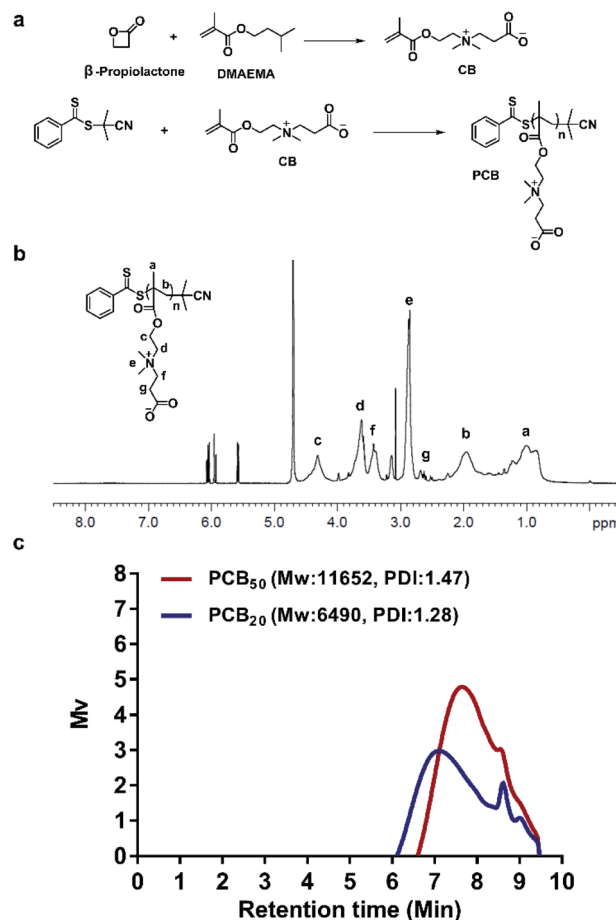 a
O
O
+
O
O
O
O
N
+
O
O⁻
β-Propiolactone
DMAEMA
CB
S
S
CN
+
O
O
N
+
O
O⁻
CB
S
S
n
CN
O
O
PCB
N
+
⁻O
O
b
a
S
b
S
n
CN
O
O
c
d
e
N
+
f
g
⁻O
O
e
d
f
c
g
b
a
8.0 7.0 6.0 5.0 4.0 3.0 2.0 1.0 ppm
c
PCB₅₀ (Mw:11652, PDI:1.47)
PCB₂₀ (Mw:6490, PDI:1.28)
Mv
8
7
6
5
4
3
2
1
0
0 1 2 3 4 5 6 7 8 9 10
Retention time (Min)